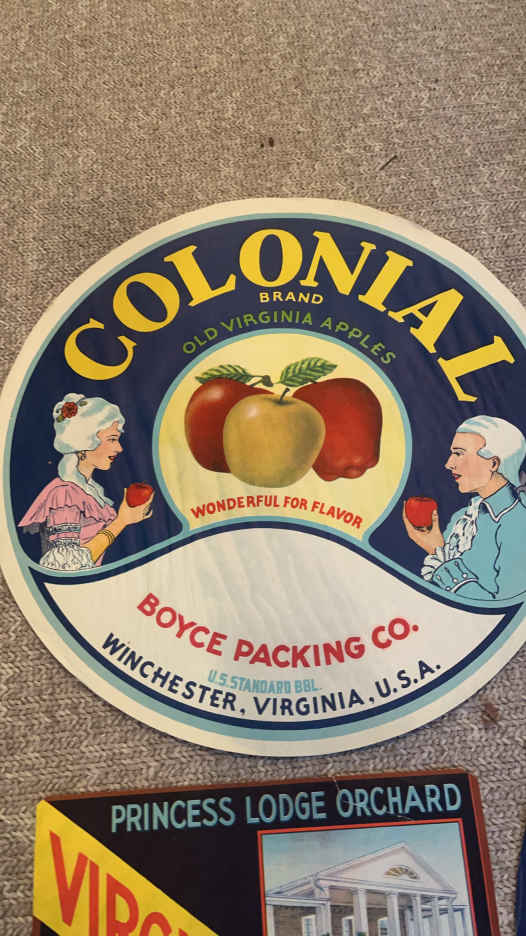 COLONIAL
BRAND
OLD VIRGINIA APPLES
WONDERFUL FOR FLAVOR
BOYCE PACKING CO.
U.S. STANDARD BBL.
WINCHESTER, VIRGINIA, U.S.A.
PRINCESS LODGE ORCHARD